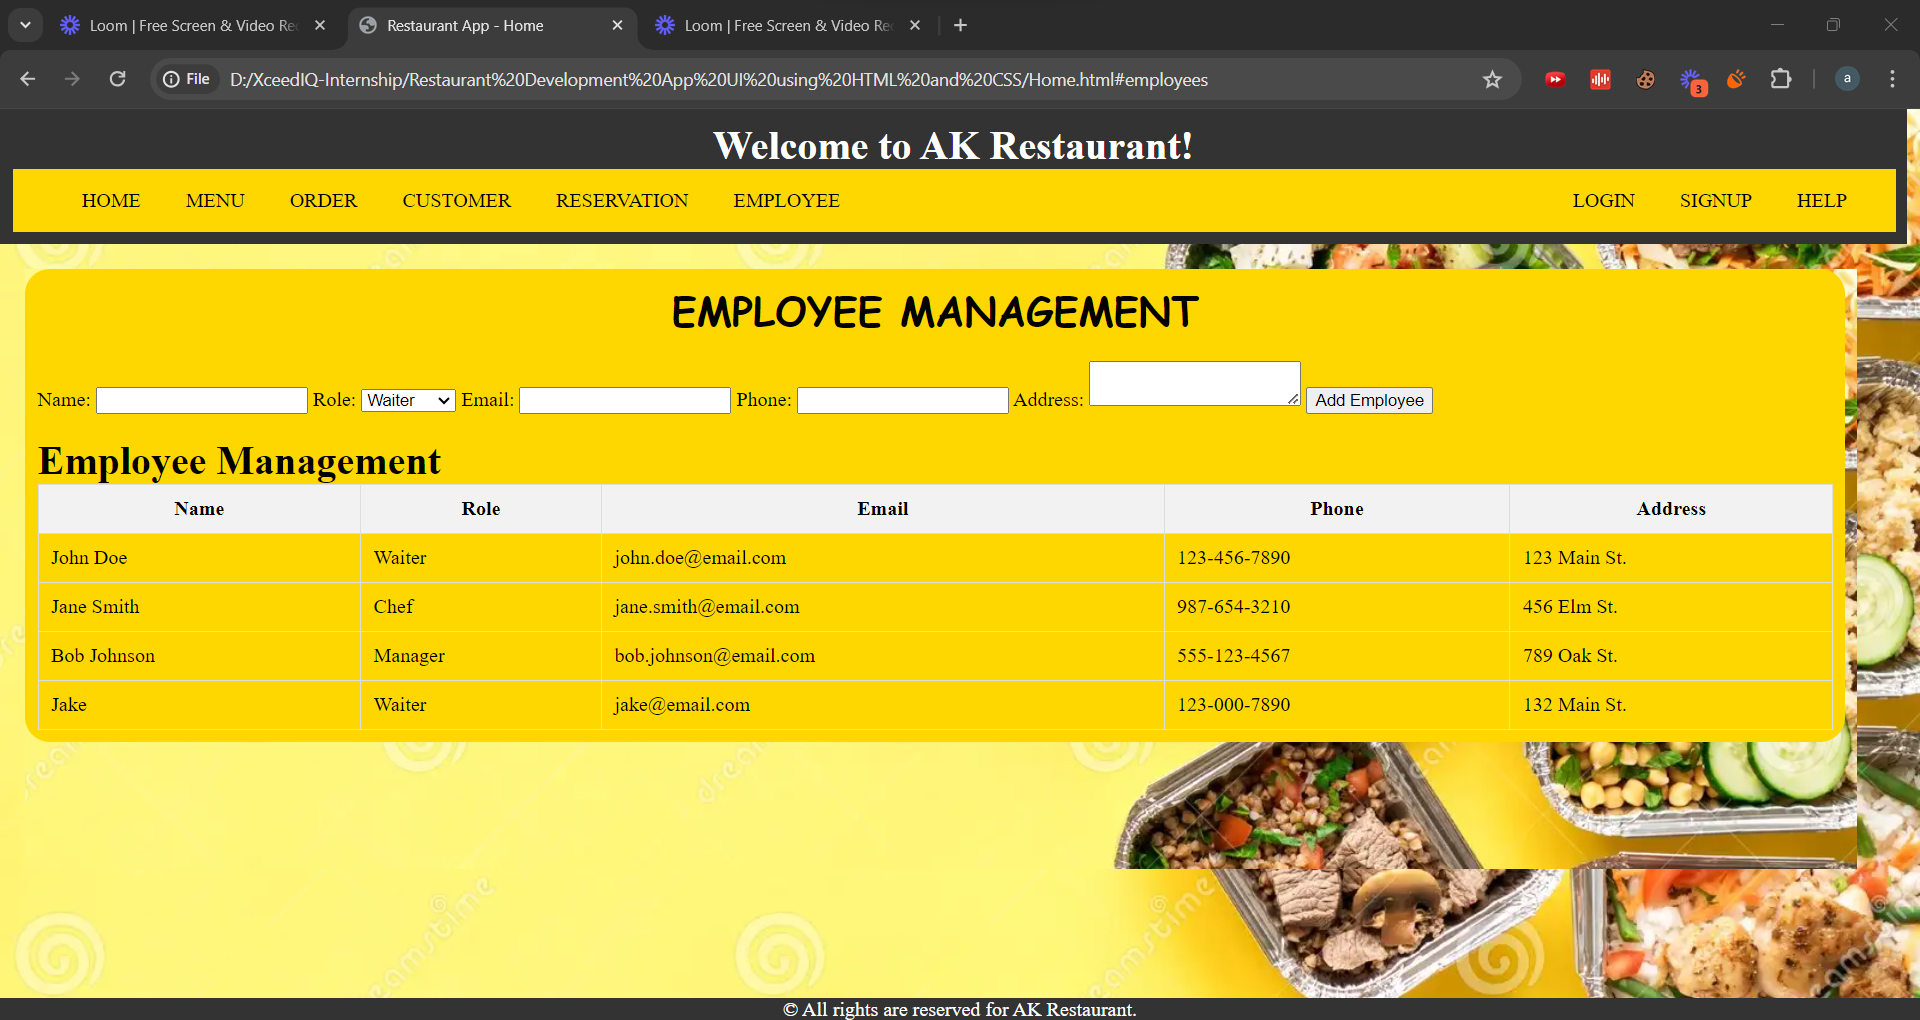 Loom | Free Screen & Video Re
Restaurant App - Home
Loom | Free Screen & Video Rec
File
D:/XceedIQ-Internship/Restaurant%20Development%20App%20UI%20using%20HTML%20and%20CSS/Home.html#employees
3
a
Welcome to AK Restaurant!
HOME MENU ORDER CUSTOMER RESERVATION EMPLOYEE LOGIN SIGNUP HELP
EMPLOYEE MANAGEMENT
Name: Role: Waiter Email: Phone: Address: Add Employee
Employee Management
Name Role Email Phone Address
John Doe Waiter john.doe@email.com 123-456-7890 123 Main St.
Jane Smith Chef jane.smith@email.com 987-654-3210 456 Elm St.
Bob Johnson Manager bob.johnson@email.com 555-123-4567 789 Oak St.
Jake Waiter jake@email.com 123-000-7890 132 Main St.
© All rights are reserved for AK Restaurant.